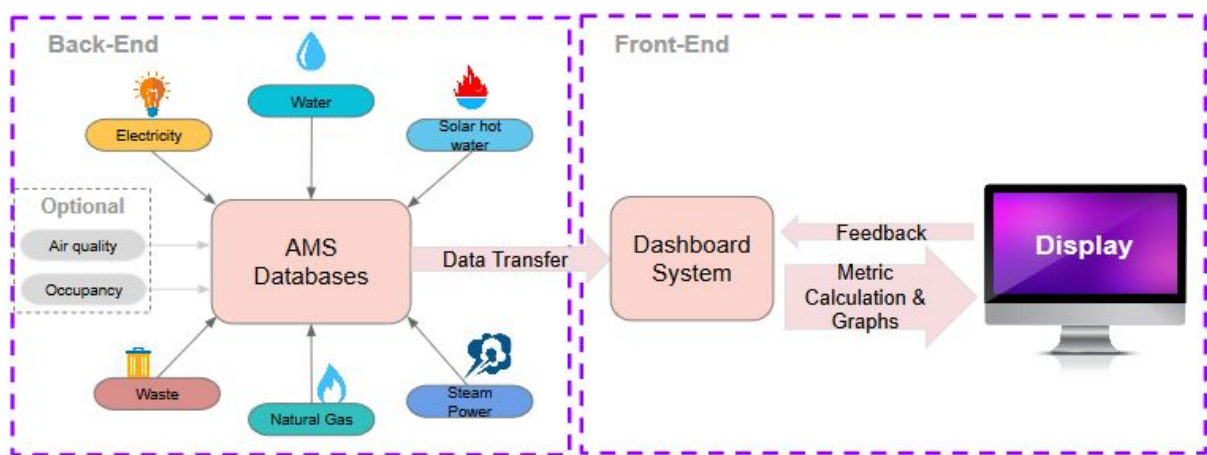 Back-End
Front-End
Water
Electricity
Solar hot
water
Optional
Air quality
Occupancy
AMS
Databases
Data Transfer
Dashboard
System
Feedback
Metric
Calculation &
Graphs
Display
Waste
Natural Gas
Steam
Power